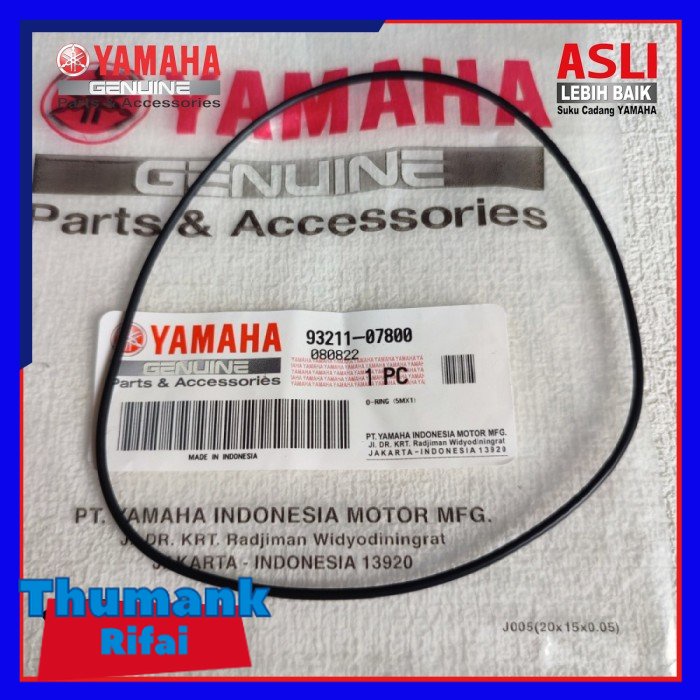 YAMAHA
GENUINE
Parts & Accessories
ASLI
LEBIH BAIK
Suku Cadang YAMAHA
YAMAHA
GENUINE
Parts & Accessories
YAMAHA
GENUINE
Parts & Accessories
93211-07800
080822
1 PC
O-RING (5MX1)
MADE IN INDONESIA
PT. YAMAHA INDONESIA MOTOR MFG.
Jl. DR. KRT. Radjiman Widyodiningrat
JAKARTA - INDONESIA 13920
PT. YAMAHA INDONESIA MOTOR MFG.
Jl. DR. KRT. Radjiman Widyodiningrat
JAKARTA - INDONESIA 13920
Thumank
Rifai
J005(20x15x0.05)